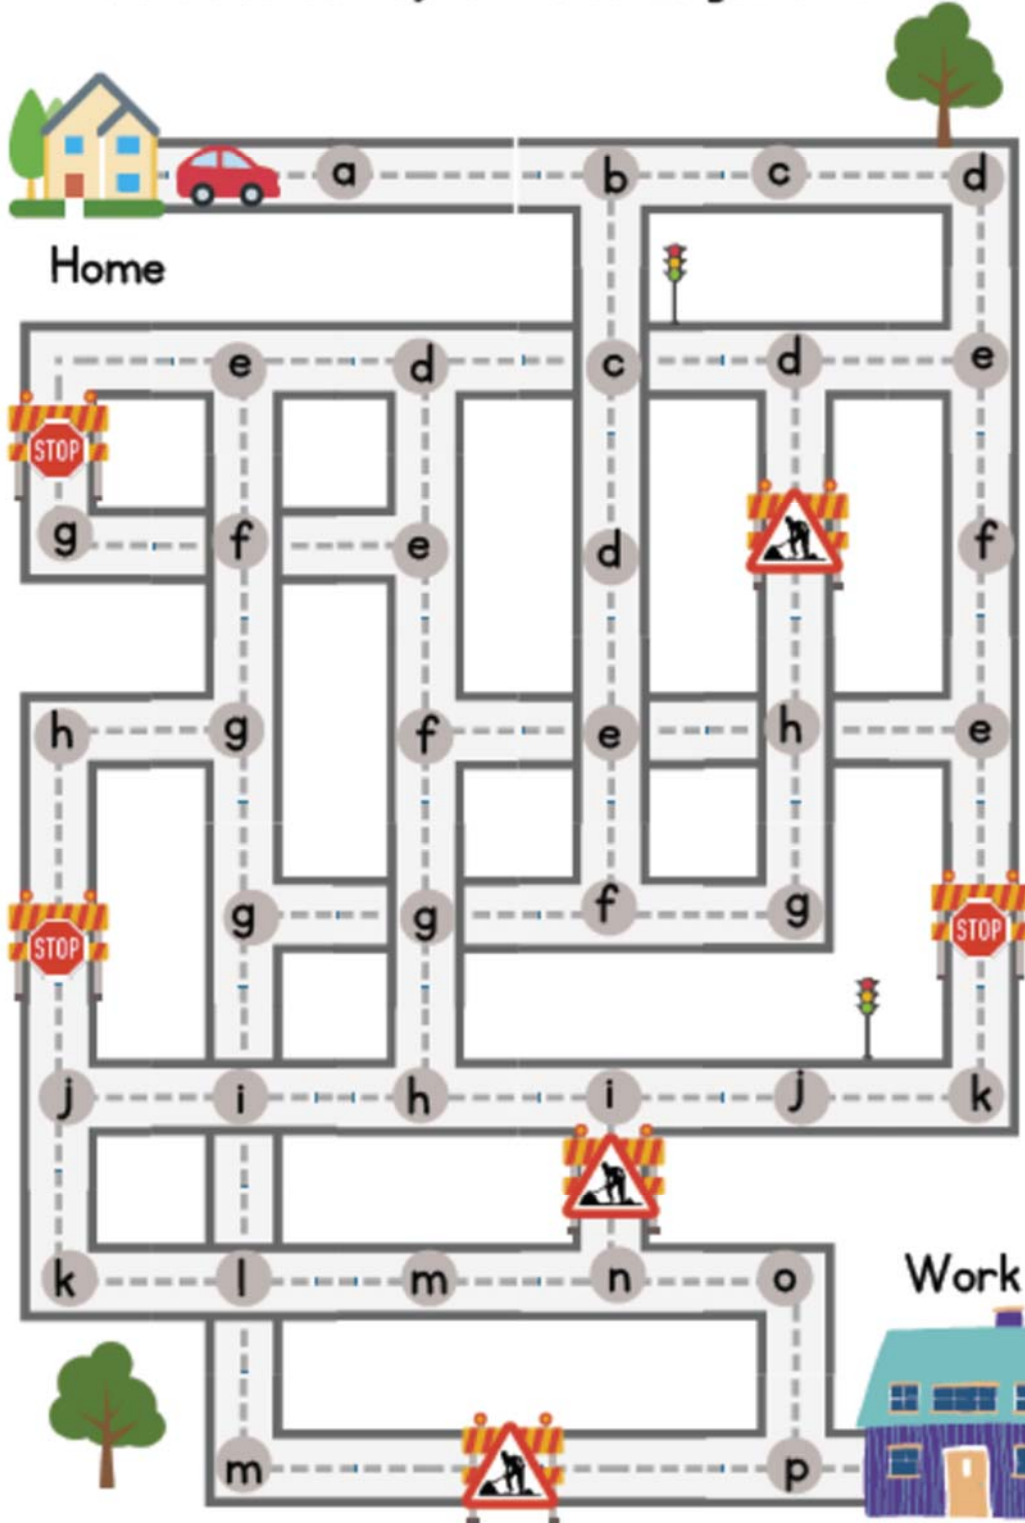 a b c d
Home
e d c d e
STOP
g f e d f
h g f e h e
g g f g
STOP STOP
j i h i j k
k l m n o
Work
m p